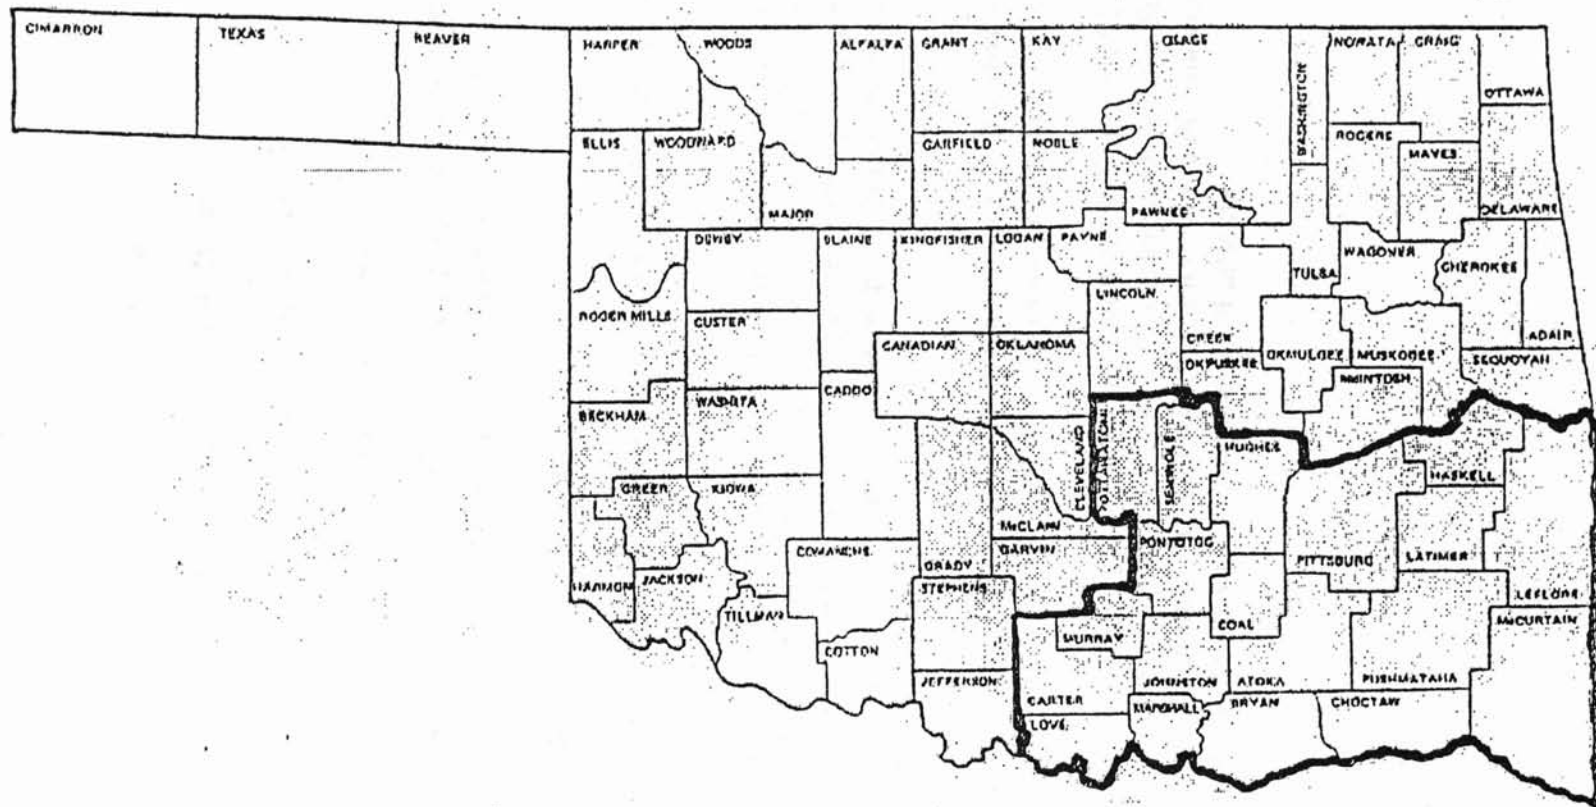 CIMARRON
TEXAS
BEAVER
HARPER
WOODS
ALFALFA
GRANT
KAY
OSAGE
WASHINGTON
NOWATA
CRAIG
OTTAWA
ELLIS
WOODWARD
GARFIELD
NOBLE
ROGERS
MAYES
MAJOR
PAWNEE
DELAWARE
DEWEY
BLAINE
KINGFISHER
LOGAN
PAYNE
WAGONER
CHEROKEE
TULSA
LINCOLN
ROGER MILLS
CUSTER
CANADIAN
OKLAHOMA
CREEK
OKFUSKEE
OKMULGEE
MUSKOGEE
ADAIR
SEQUOYAH
McINTOSH
BECKHAM
WASHITA
CADDO
CLEVELAND
POTTAWATOMI
SEMINOLE
HUGHES
HASKELL
GREER
KIOWA
McCLAIN
GARVIN
PONTOTOC
PITTSBURG
LATIMER
COMANCHE
GRADY
STEPHENS
HARMON
JACKSON
TILLMAN
LEFLORE
McCURTAIN
COAL
MURRAY
COTTON
JEFFERSON
CARTER
JOHNSTON
ATOKA
PUSHMATAHA
LOVE
MARSHALL
BRYAN
CHOCTAW